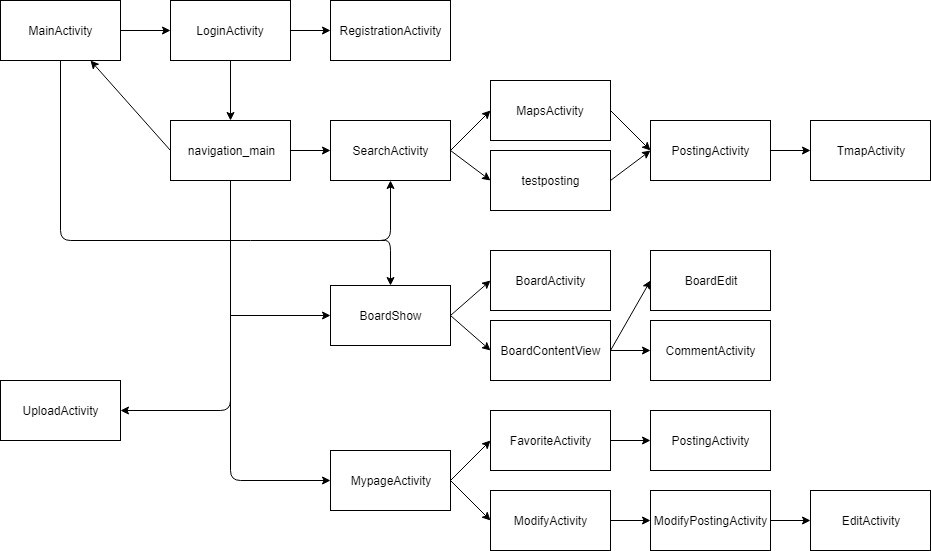 MainActivity
LoginActivity
RegistrationActivity
navigation_main
SearchActivity
MapsActivity
testposting
PostingActivity
TmapActivity
BoardShow
BoardActivity
BoardContentView
BoardEdit
CommentActivity
UploadActivity
MypageActivity
FavoriteActivity
PostingActivity
ModifyActivity
ModifyPostingActivity
EditActivity